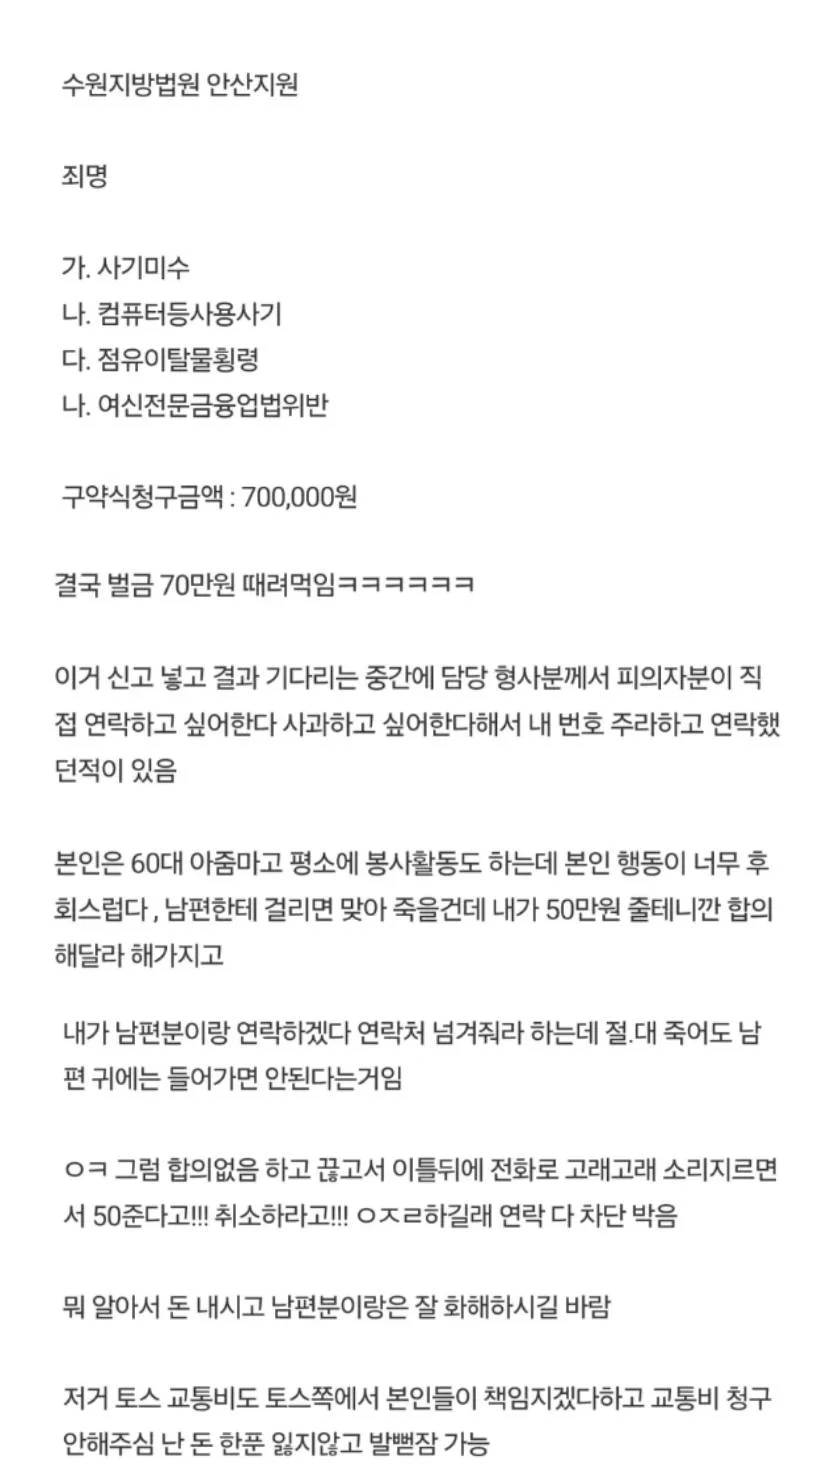 수원지방법원 안산지원
죄명
가. 사기미수
나. 컴퓨터등사용사기
다. 점유이탈물횡령
나. 여신전문금융업법위반
구약식청구금액 : 700,000원
결국 벌금 70만원 때려먹임ㅋㅋㅋㅋㅋㅋ
이거 신고 넣고 결과 기다리는 중간에 담당 형사분께서 피의자분이 직
접 연락하고 싶어한다 사과하고 싶어한다해서 내 번호 주라하고 연락했
던적이 있음
본인은 60대 아줌마고 평소에 봉사활동도 하는데 본인 행동이 너무 후
회스럽다 , 남편한테 걸리면 맞아 죽을건데 내가 50만원 줄테니깐 합의
해달라 해가지고
내가 남편분이랑 연락하겠다 연락처 넘겨줘라 하는데 절.대 죽어도 남
편 귀에는 들어가면 안된다는거임
ㅇㅋ 그럼 합의없음 하고 끊고서 이틀뒤에 전화로 고래고래 소리지르면
서 50준다고!!! 취소하라고!!! ㅇㅈㄹ하길래 연락 다 차단 박음
뭐 알아서 돈 내시고 남편분이랑은 잘 화해하시길 바람
저거 토스 교통비도 토스쪽에서 본인들이 책임지겠다하고 교통비 청구
안해주심 난 돈 한푼 잃지않고 발뻗잠 가능